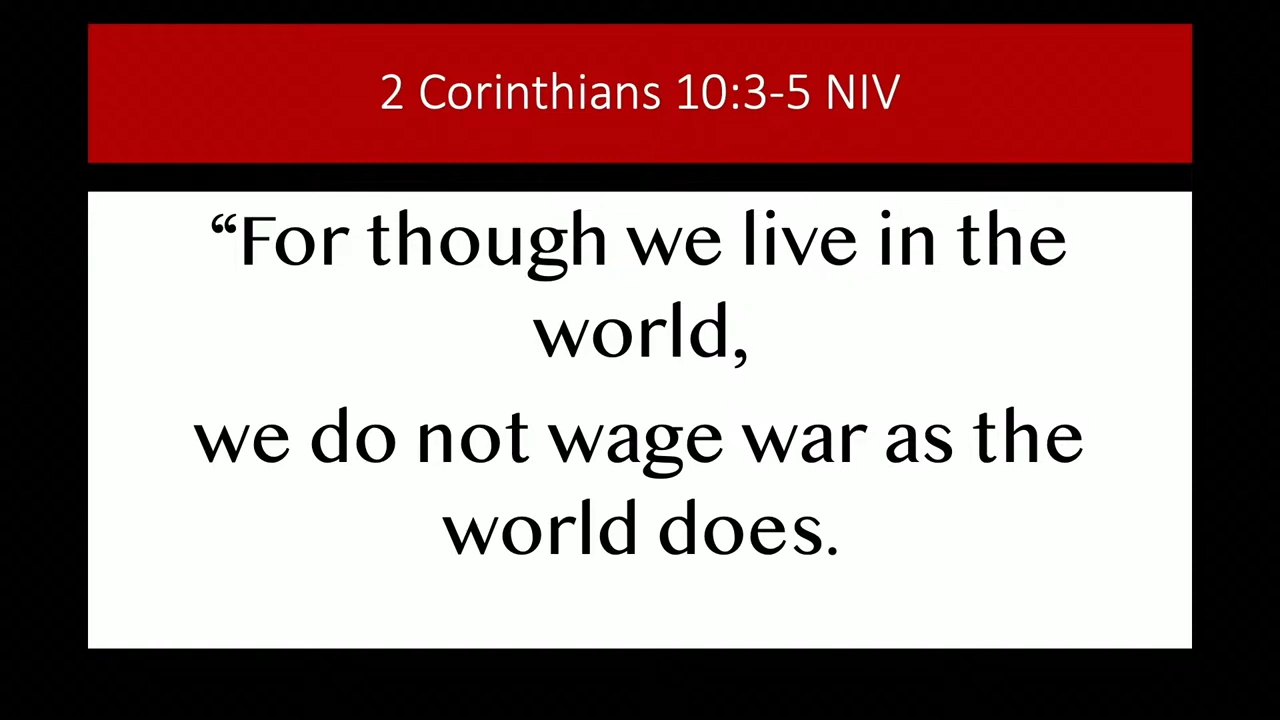 2 Corinthians 10:3-5 NIV
“For though we live in the
world,
we do not wage war as the
world does.